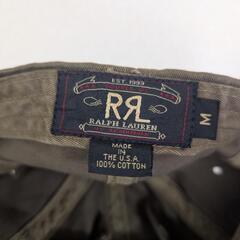 EST. 1993
RRL
RALPH LAUREN
M
MADE
IN
THE U.S.A.
100% COTTON